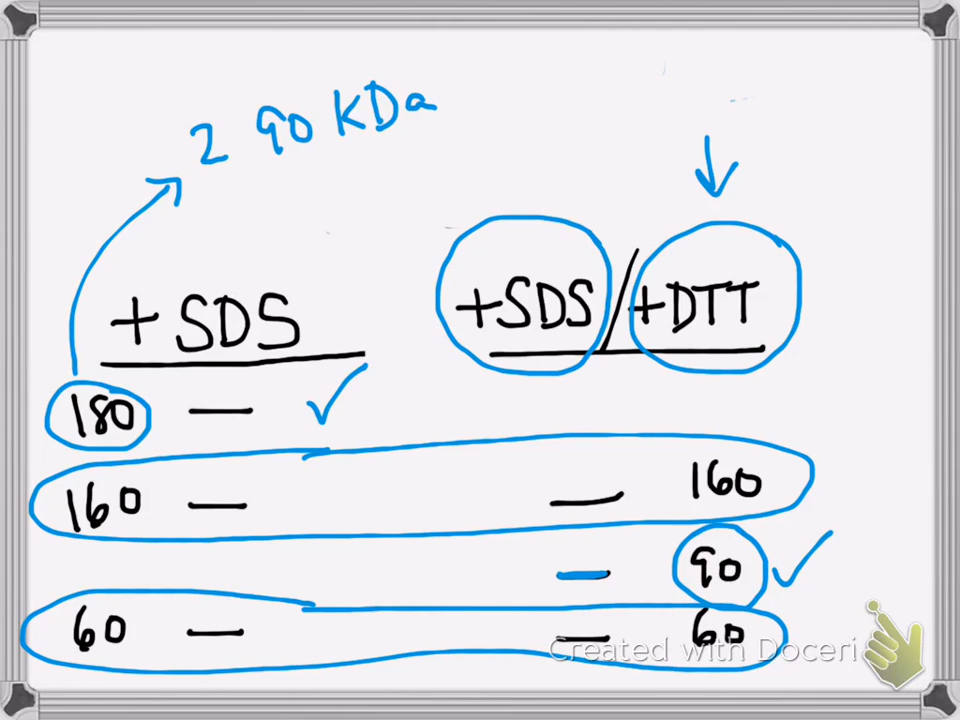 2 90 KDa
+SDS
+SDS/+DTT
180 —
160 — — 160
— 90
60 — — 60
Created with Doceri